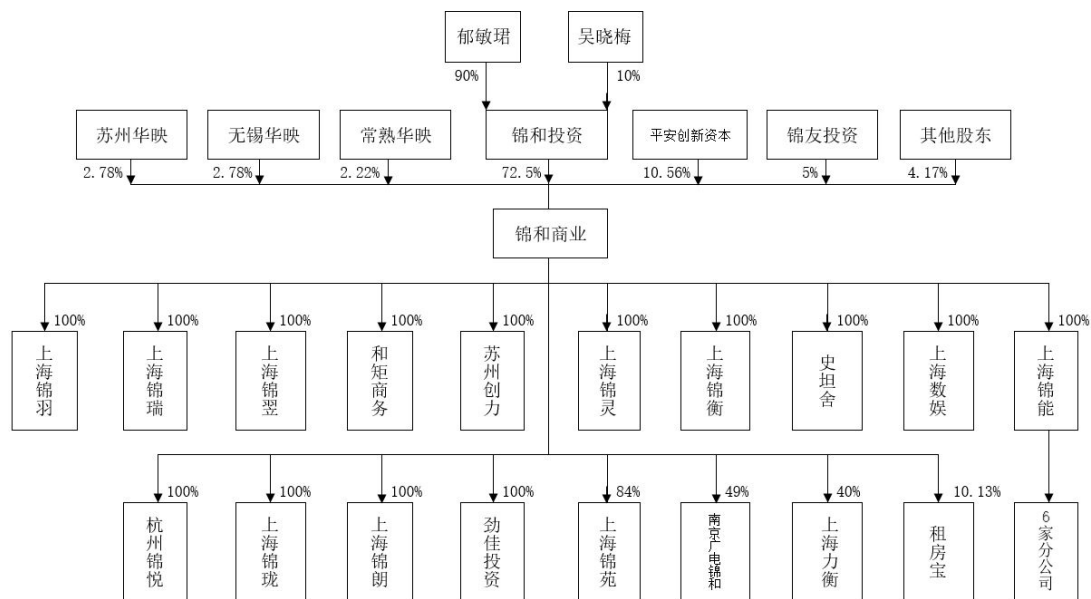 郁敏珺
吴晓梅
90%
10%
苏州华映
无锡华映
常熟华映
锦和投资
平安创新资本
锦友投资
其他股东
2.78%
2.78%
2.22%
72.5%
10.56%
5%
4.17%
锦和商业
100%
100%
100%
100%
100%
100%
100%
100%
100%
100%
上海锦羽
上海锦瑞
上海锦翌
和矩商务
苏州创力
上海锦灵
上海锦衡
史坦舍
上海数娱
上海锦能
100%
100%
100%
100%
84%
49%
40%
10.13%
杭州锦悦
上海锦珑
上海锦朗
劲佳投资
上海锦苑
南京广电锦和
上海力衡
租房宝
6家分公司